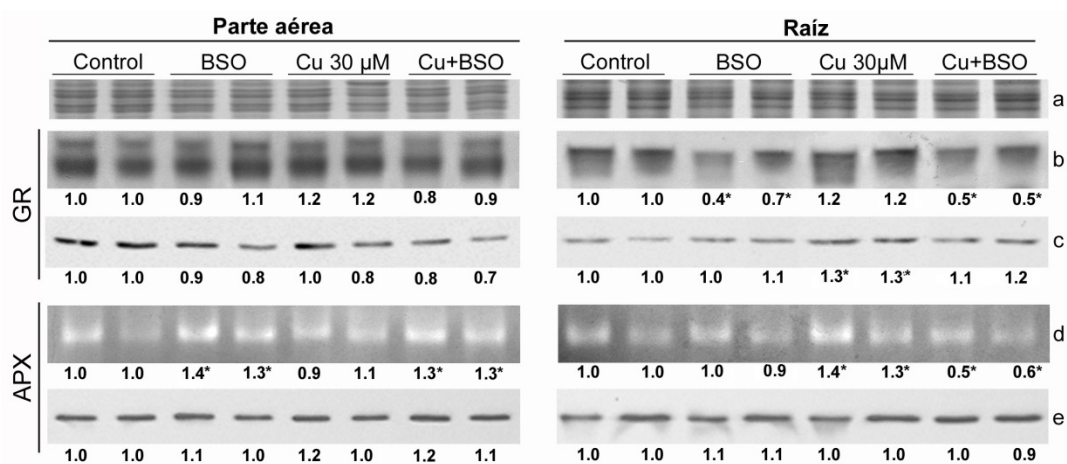 Parte aérea Raíz
Control BSO Cu 30 µM Cu+BSO Control BSO Cu 30µM Cu+BSO
a
GR
b
1.0 1.0 0.9 1.1 1.2 1.2 0.8 0.9 1.0 1.0 0.4* 0.7* 1.2 1.2 0.5* 0.5*
c
1.0 1.0 0.9 0.8 1.0 0.8 0.8 0.7 1.0 1.0 1.0 1.1 1.3* 1.3* 1.1 1.2
APX
d
1.0 1.0 1.4* 1.3* 0.9 1.1 1.3* 1.3* 1.0 1.0 1.0 0.9 1.4* 1.3* 0.5* 0.6*
e
1.0 1.0 1.1 1.0 1.2 1.0 1.2 1.1 1.0 1.0 1.1 1.1 1.0 1.0 1.0 0.9